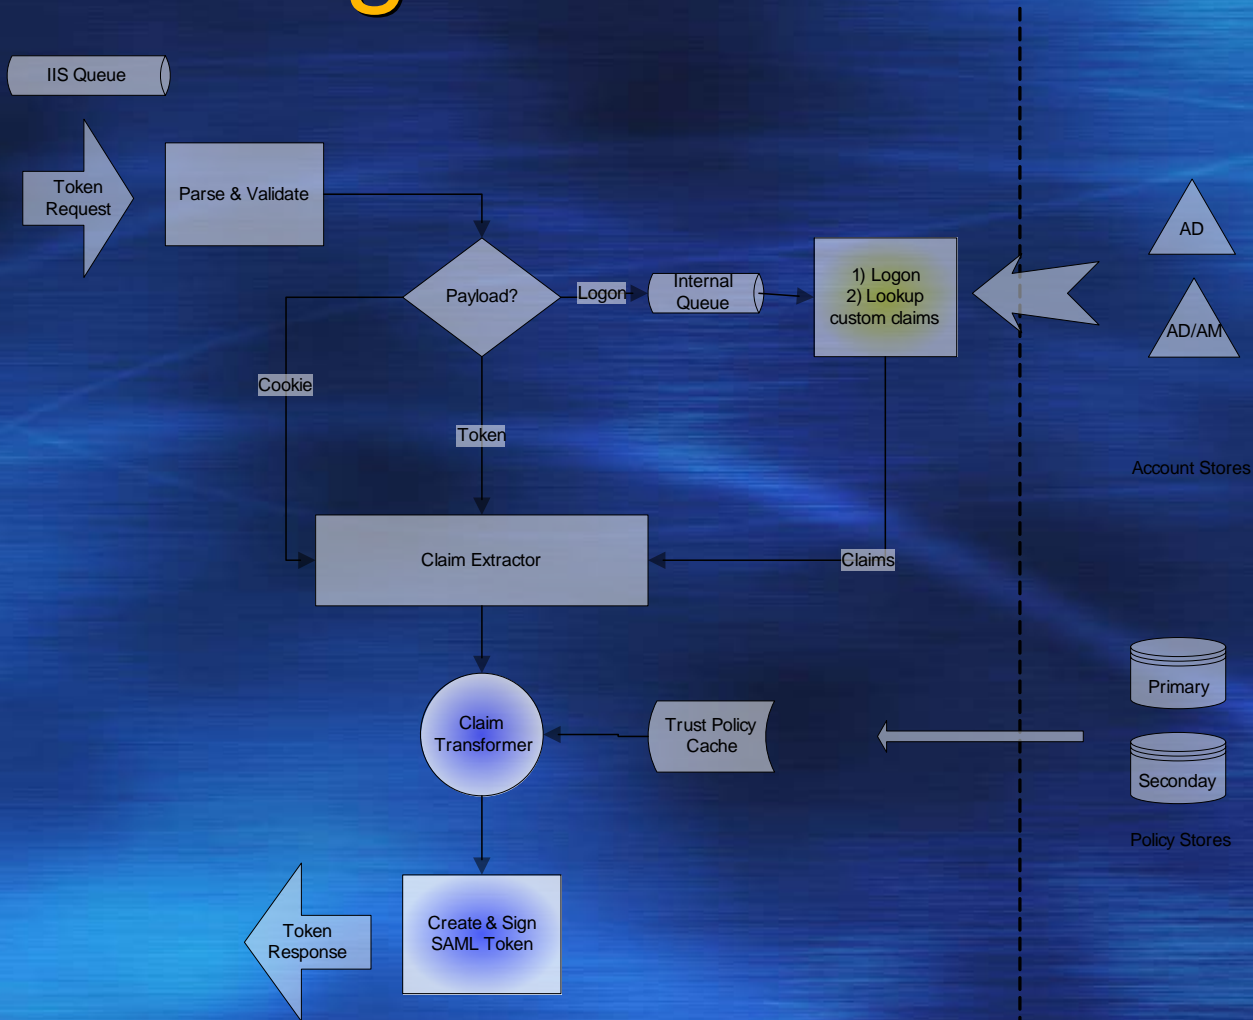 IIS Queue
Token
Request
Parse & Validate
Payload?
Logon
Internal
Queue
1) Logon
2) Lookup
custom claims
AD
AD/AM
Cookie
Token
Account Stores
Claim Extractor
Claims
Claim
Transformer
Trust Policy
Cache
Primary
Seconday
Policy Stores
Create & Sign
SAML Token
Token
Response